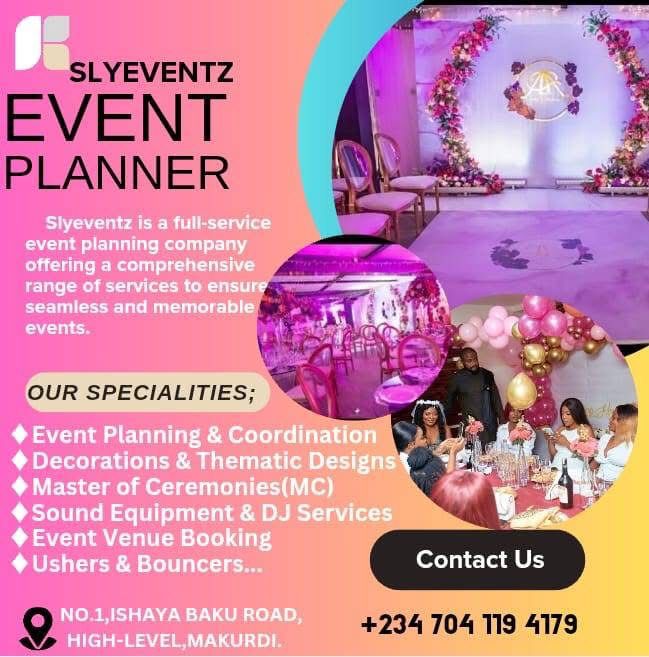 SLYEVENTZ
EVENT
PLANNER
Slyeventz is a full-service
event planning company
offering a comprehensive
range of services to ensure
seamless and memorable
events.
OUR SPECIALITIES;
♦Event Planning & Coordination
♦Decorations & Thematic Designs
♦Master of Ceremonies(MC)
♦Sound Equipment & DJ Services
♦Event Venue Booking
♦Ushers & Bouncers...
Contact Us
NO.1,ISHAYA BAKU ROAD,
HIGH-LEVEL,MAKURDI.
+234 704 119 4179